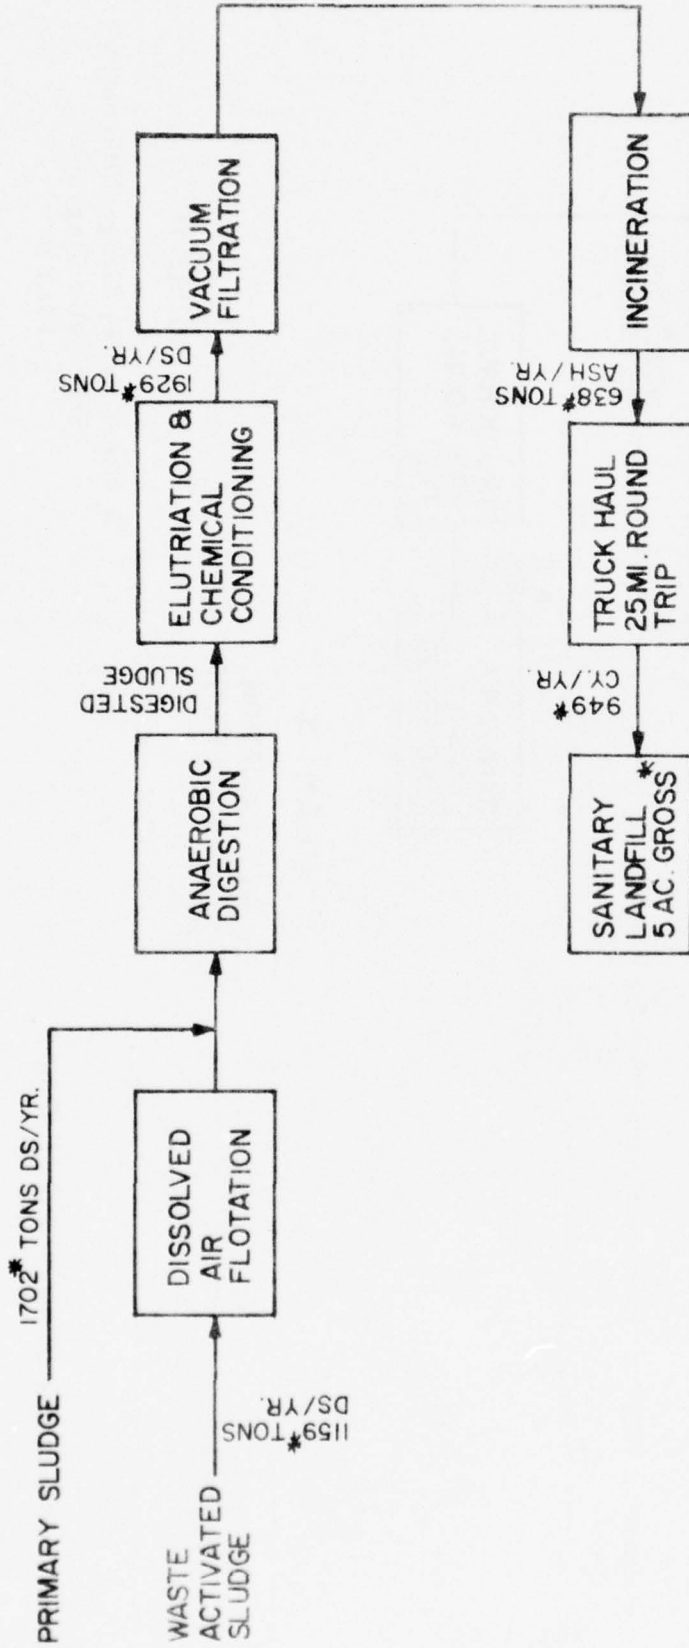 PRIMARY SLUDGE
1702* TONS DS/YR.
WASTE
ACTIVATED
SLUDGE
1159* TONS
DS/YR.
DISSOLVED
AIR
FLOTATION
ANAEROBIC
DIGESTION
DIGESTED
SLUDGE
ELUTRIATION &
CHEMICAL
CONDITIONING
1929* TONS
DS/YR.
VACUUM
FILTRATION
INCINERATION
638* TONS
ASH/YR.
TRUCK HAUL
25 MI. ROUND
TRIP
949*
CY./YR.
SANITARY
LANDFILL *
5 AC. GROSS